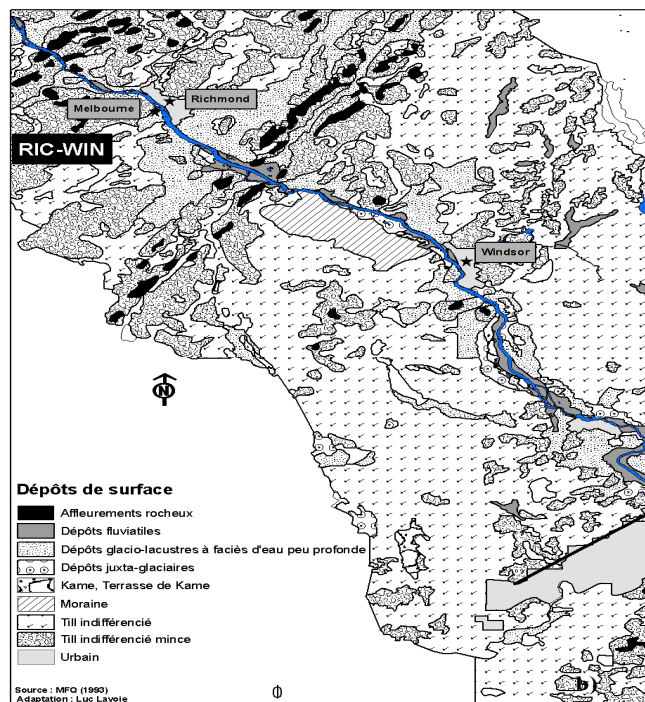 Richmond
Melbourne
RIC-WIN
Windsor
N
Dépôts de surface
Affleurements rocheux
Dépôts fluviatiles
Dépôts glacio-lacustres à faciès d'eau peu profonde
Dépôts juxta-glaciaires
Kame, Terrasse de Kame
Moraine
Till indifférencié
Till indifférencié mince
Urbain
b)
Source : MFO (1993)
Adaptation : Luc Lavoie